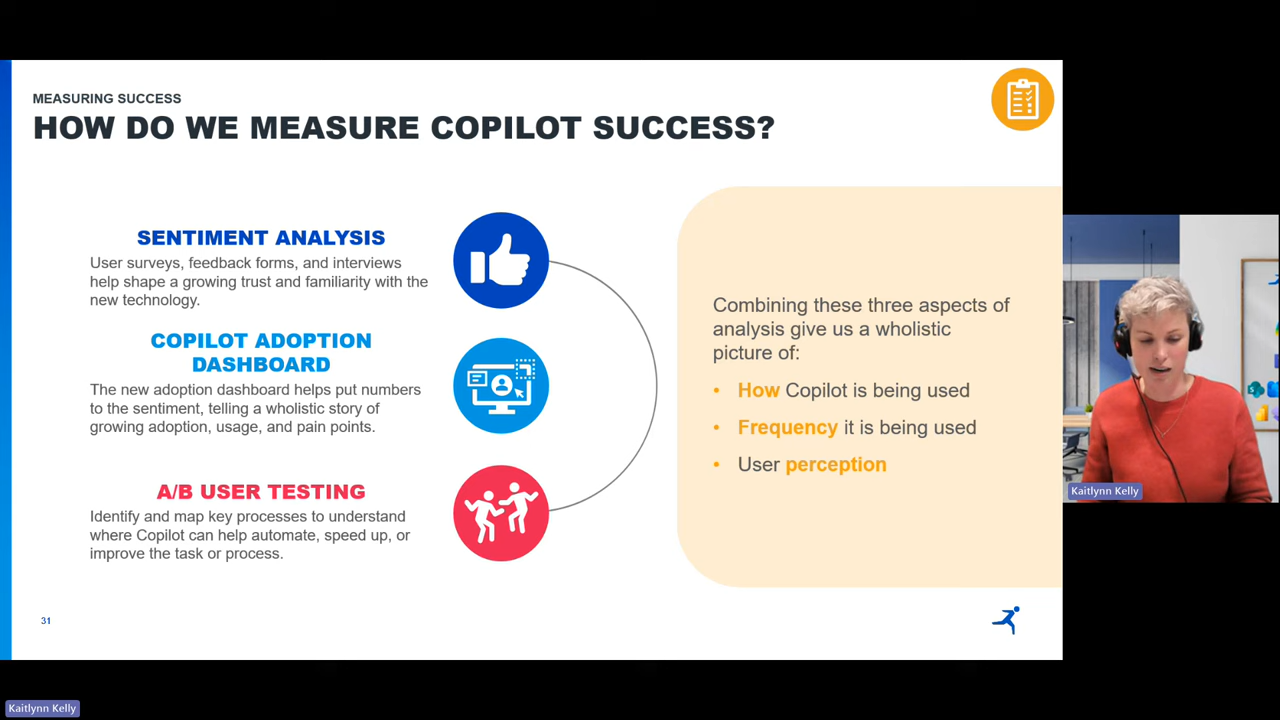 MEASURING SUCCESS
HOW DO WE MEASURE COPILOT SUCCESS?
SENTIMENT ANALYSIS
User surveys, feedback forms, and interviews
help shape a growing trust and familiarity with the
new technology.
COPILOT ADOPTION
DASHBOARD
The new adoption dashboard helps put numbers
to the sentiment, telling a wholistic story of
growing adoption, usage, and pain points.
A/B USER TESTING
Identify and map key processes to understand
where Copilot can help automate, speed up, or
improve the task or process.
Combining these three aspects of
analysis give us a wholistic
picture of:
• How Copilot is being used
• Frequency it is being used
• User perception
31
Kaitlynn Kelly
Kaitlynn Kelly